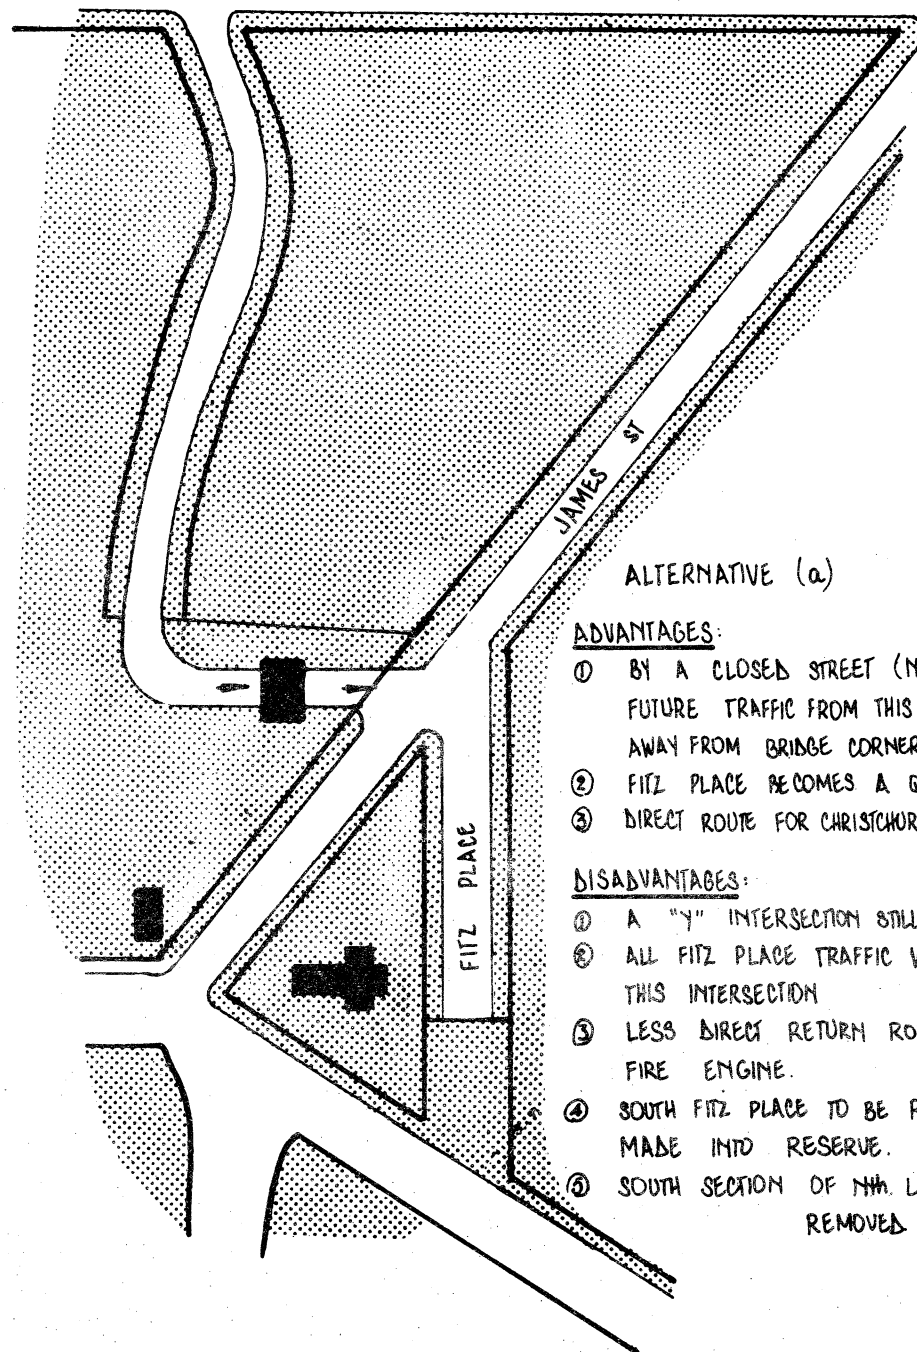 JAMES ST
FITZ PLACE
ALTERNATIVE (a)
ADVANTAGES:
① BY A CLOSED STREET (N
FUTURE TRAFFIC FROM THIS
AWAY FROM BRIDGE CORNER
② FITZ PLACE BECOMES A G
③ DIRECT ROUTE FOR CHRISTCHUR
DISADVANTAGES:
① A "Y" INTERSECTION STILL
② ALL FITZ PLACE TRAFFIC
THIS INTERSECTION
③ LESS DIRECT RETURN RO
FIRE ENGINE.
④ SOUTH FITZ PLACE TO BE
MADE INTO RESERVE.
⑤ SOUTH SECTION OF Nth. L
REMOVED